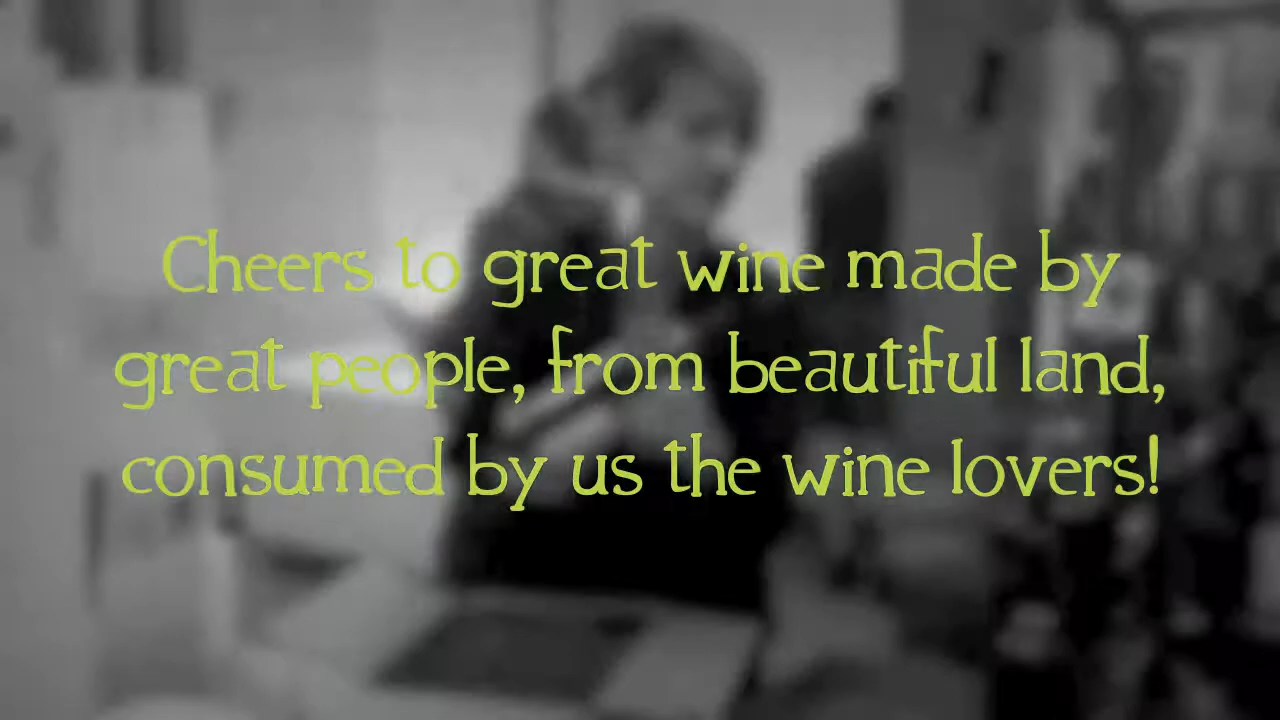 Cheers to great wine made by
great people, from beautiful land,
consumed by us the wine lovers!